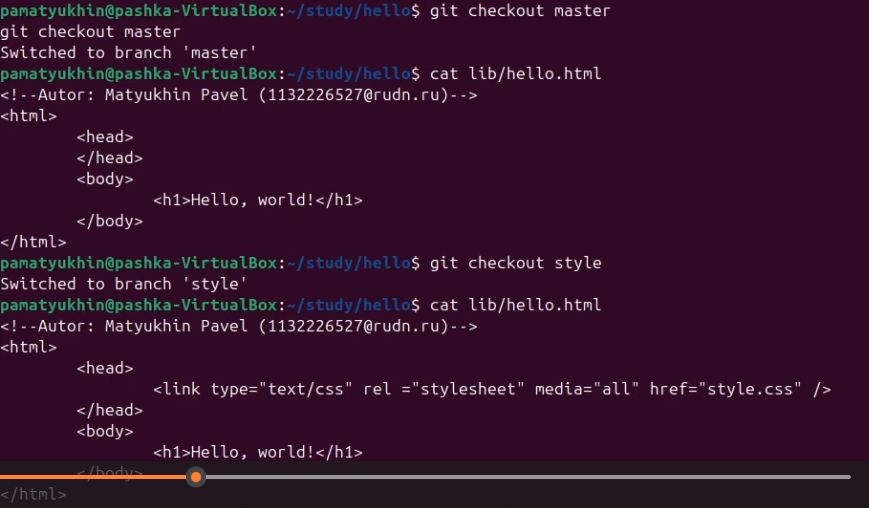 pamatyukhin@pashka-VirtualBox:~/study/hello$ git checkout master
git checkout master
Switched to branch 'master'
pamatyukhin@pashka-VirtualBox:~/study/hello$ cat lib/hello.html
<!--Autor: Matyukhin Pavel (1132226527@rudn.ru)-->
<html>
        <head>
        </head>
        <body>
                <h1>Hello, world!</h1>
        </body>
</html>
pamatyukhin@pashka-VirtualBox:~/study/hello$ git checkout style
Switched to branch 'style'
pamatyukhin@pashka-VirtualBox:~/study/hello$ cat lib/hello.html
<!--Autor: Matyukhin Pavel (1132226527@rudn.ru)-->
<html>
        <head>
                <link type="text/css" rel ="stylesheet" media="all" href="style.css" />
        </head>
        <body>
                <h1>Hello, world!</h1>
        </body>
</html>